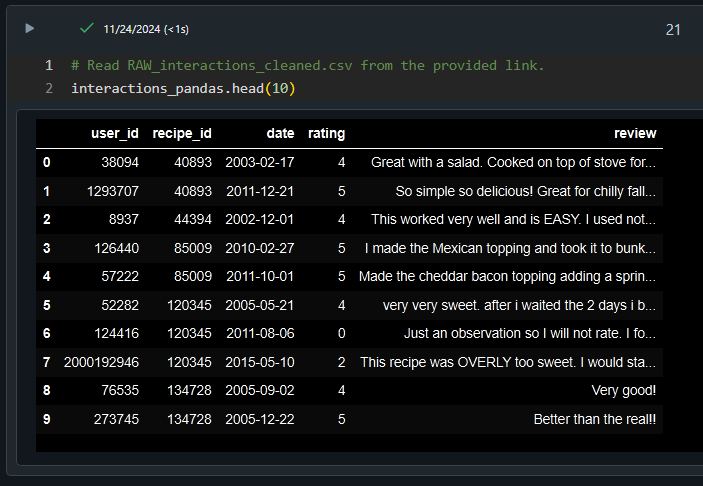 11/24/2024 (<1s)
21
1 # Read RAW_interactions_cleaned.csv from the provided link.
2 interactions_pandas.head(10)
user_id recipe_id date rating review
0 38094 40893 2003-02-17 4 Great with a salad. Cooked on top of stove for...
1 1293707 40893 2011-12-21 5 So simple so delicious! Great for chilly fall...
2 8937 44394 2002-12-01 4 This worked very well and is EASY. I used not...
3 126440 85009 2010-02-27 5 I made the Mexican topping and took it to bunk...
4 57222 85009 2011-10-01 5 Made the cheddar bacon topping adding a sprin...
5 52282 120345 2005-05-21 4 very very sweet. after i waited the 2 days i b...
6 124416 120345 2011-08-06 0 Just an observation so I will not rate. I fo...
7 2000192946 120345 2015-05-10 2 This recipe was OVERLY too sweet. I would sta...
8 76535 134728 2005-09-02 4 Very good!
9 273745 134728 2005-12-22 5 Better than the real!!